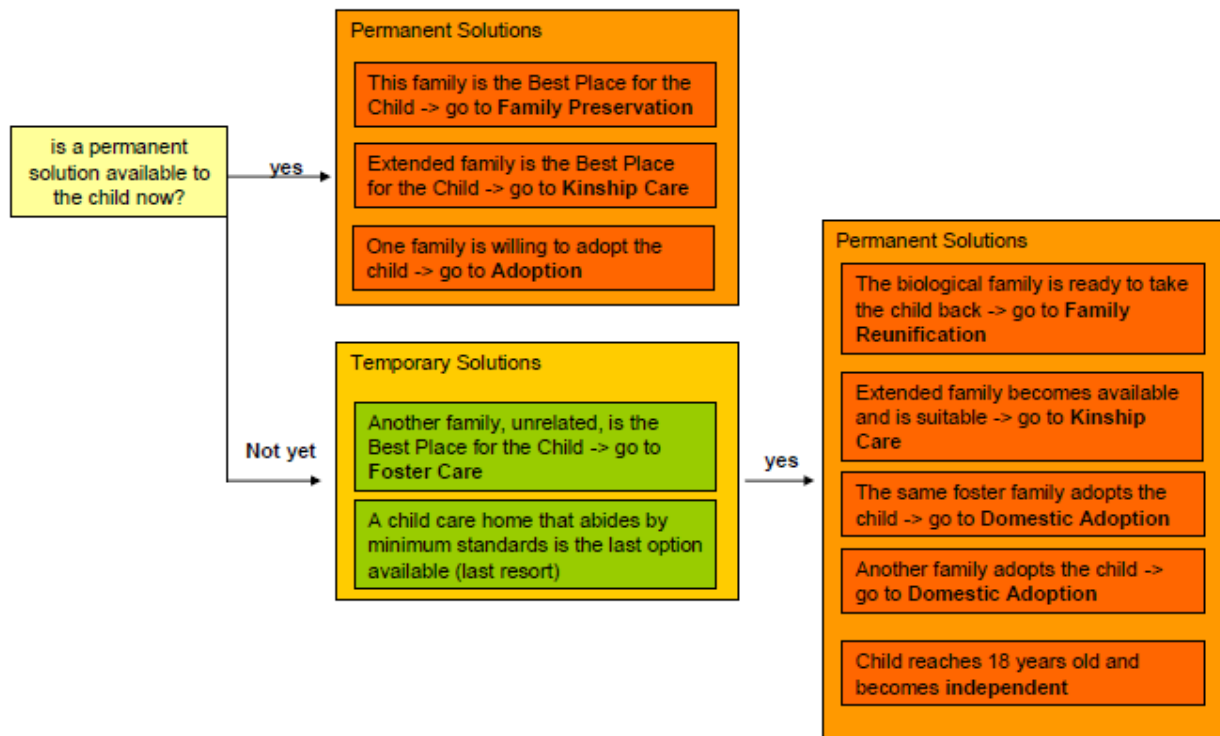 is a permanent
solution available to
the child now?
yes
Permanent Solutions
This family is the Best Place for the
Child -> go to Family Preservation
Extended family is the Best Place
for the Child -> go to Kinship Care
One family is willing to adopt the
child -> go to Adoption
Not yet
Temporary Solutions
Another family, unrelated, is the
Best Place for the Child -> go to
Foster Care
A child care home that abides by
minimum standards is the last option
available (last resort)
yes
Permanent Solutions
The biological family is ready to take
the child back -> go to Family
Reunification
Extended family becomes available
and is suitable -> go to Kinship
Care
The same foster family adopts the
child -> go to Domestic Adoption
Another family adopts the child ->
go to Domestic Adoption
Child reaches 18 years old and
becomes independent